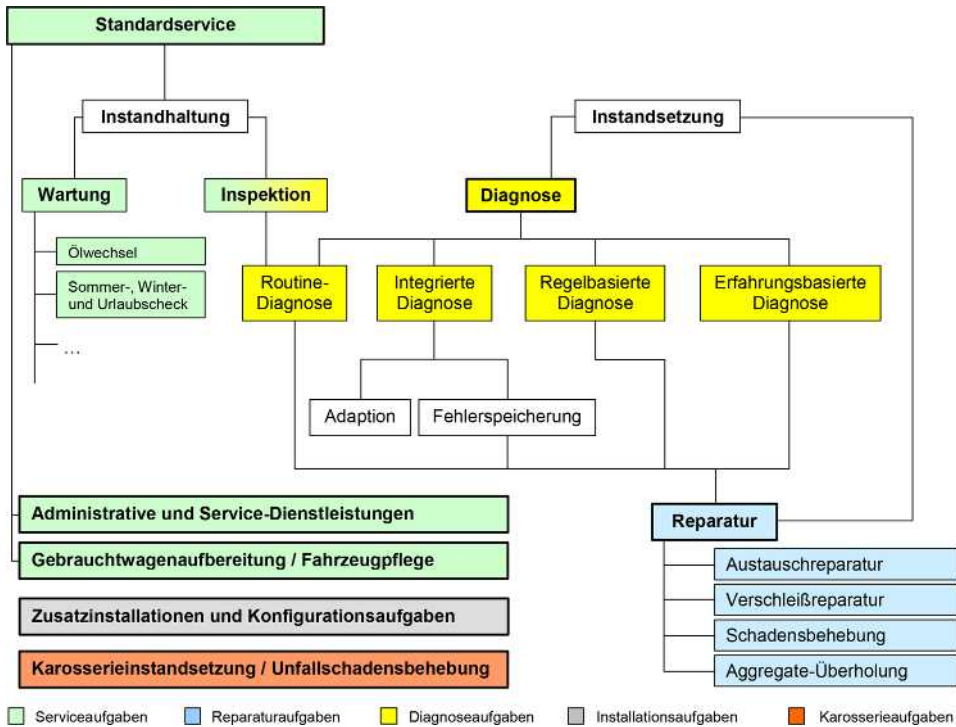 Standardservice
Instandhaltung
Instandsetzung
Wartung
Inspektion
Diagnose
Ölwechsel
Sommer-, Winter-
und Urlaubscheck
...
Routine-
Diagnose
Integrierte
Diagnose
Regelbasierte
Diagnose
Erfahrungsbasierte
Diagnose
Adaption
Fehlerspeicherung
Administrative und Service-Dienstleistungen
Gebrauchtwagenaufbereitung / Fahrzeugpflege
Zusatzinstallationen und Konfigurationsaufgaben
Karosserieinstandsetzung / Unfallschadensbehebung
Reparatur
Austauschreparatur
Verschleißreparatur
Schadensbehebung
Aggregate-Überholung
Serviceaufgaben
Reparaturaufgaben
Diagnoseaufgaben
Installationsaufgaben
Karosserieaufgaben